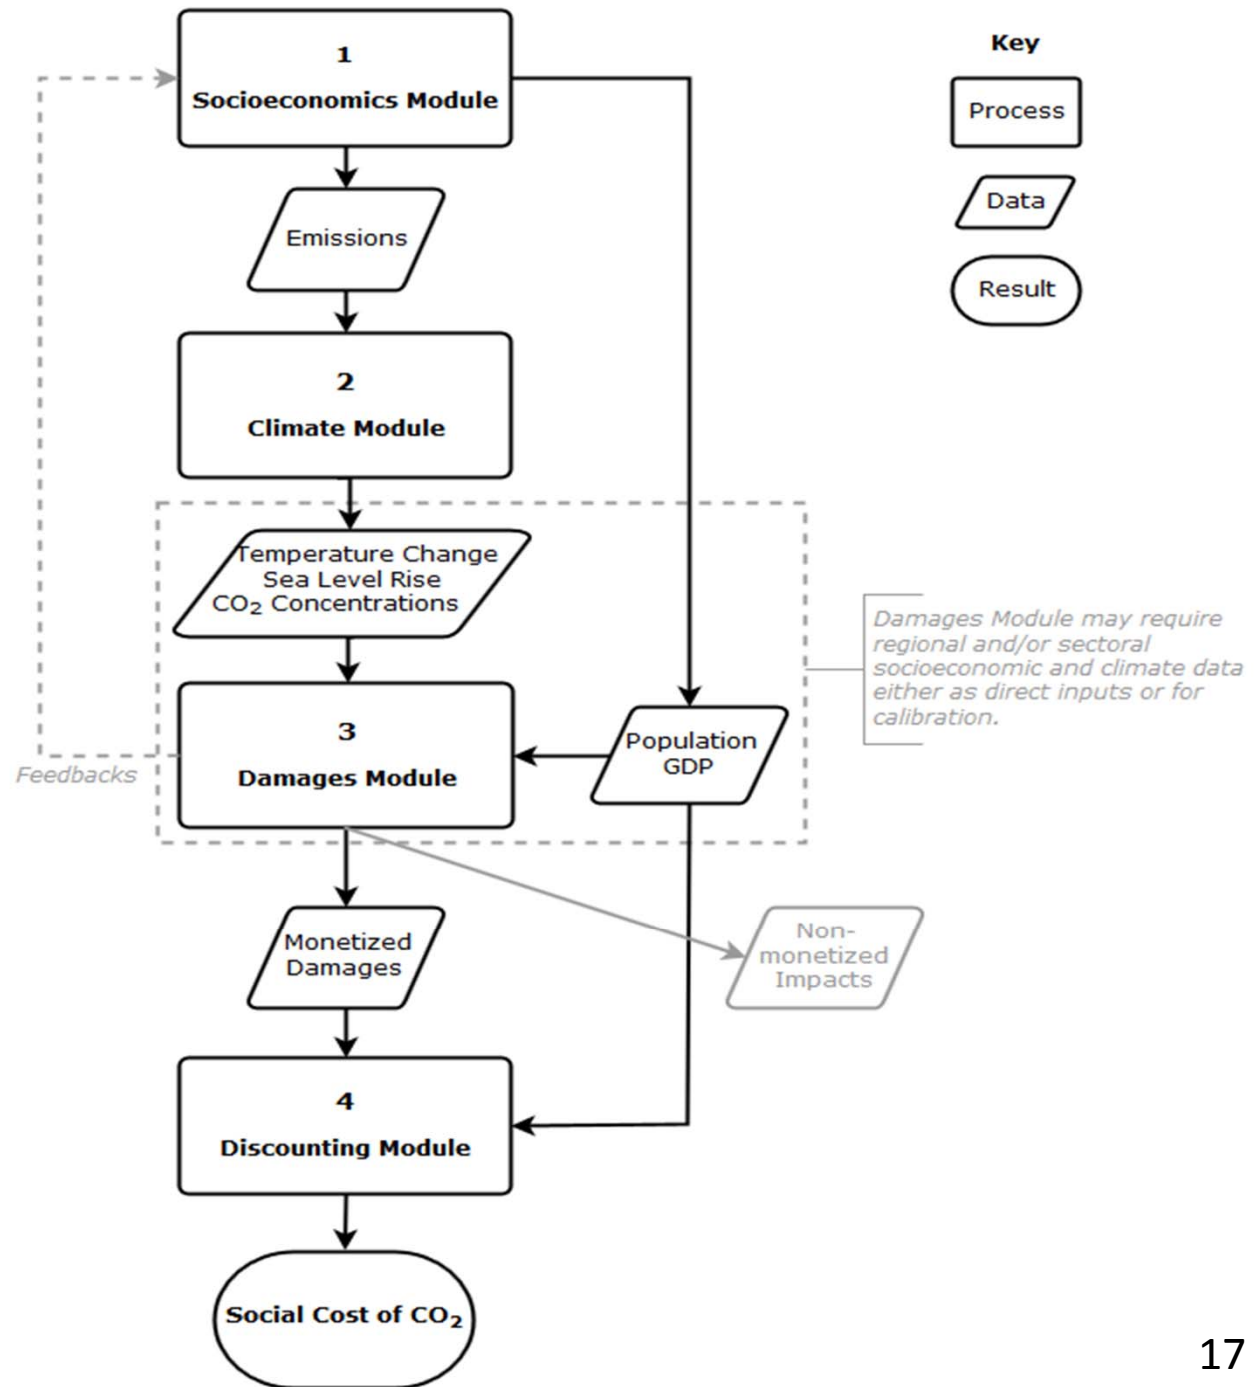 1
Socioeconomics Module
Key
Process
Data
Result
Emissions
2
Climate Module
Temperature Change
Sea Level Rise
CO₂ Concentrations
Damages Module may require
regional and/or sectoral
socioeconomic and climate data
either as direct inputs or for
calibration.
3
Damages Module
Population
GDP
Feedbacks
Monetized
Damages
Non-
monetized
Impacts
4
Discounting Module
Social Cost of CO₂
17